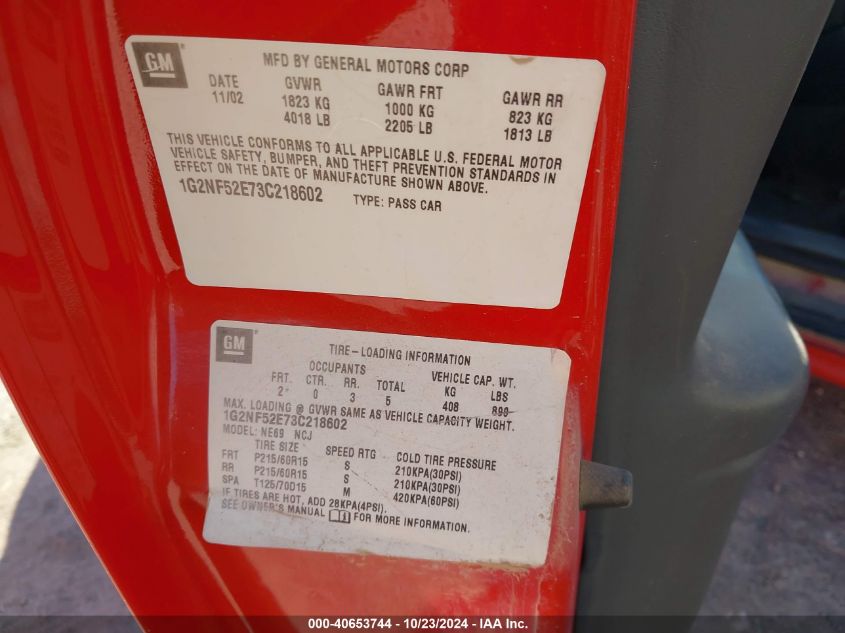 GM
MFD BY GENERAL MOTORS CORP
DATE GVWR GAWR FRT GAWR RR
11/02 1823 KG 1000 KG 823 KG
4018 LB 2205 LB 1813 LB
THIS VEHICLE CONFORMS TO ALL APPLICABLE U.S. FEDERAL MOTOR
VEHICLE SAFETY, BUMPER, AND THEFT PREVENTION STANDARDS IN
EFFECT ON THE DATE OF MANUFACTURE SHOWN ABOVE.
1G2NF52E73C218602 TYPE: PASS CAR
GM
TIRE-LOADING INFORMATION
OCCUPANTS VEHICLE CAP. WT.
FRT. CTR. RR. TOTAL KG LBS
2 0 3 5 408 899
MAX. LOADING @ GVWR SAME AS VEHICLE CAPACITY WEIGHT.
1G2NF52E73C218602
MODEL: NE69 NCJ
TIRE SIZE SPEED RTG COLD TIRE PRESSURE
FRT P215/60R15 S 210KPA(30PSI)
RR P215/60R15 S 210KPA(30PSI)
SPA T125/70D15 M 420KPA(60PSI)
IF TIRES ARE HOT, ADD 28KPA(4PSI).
SEE OWNER'S MANUAL FOR MORE INFORMATION.
000-40653744 - 10/23/2024 - IAA Inc.